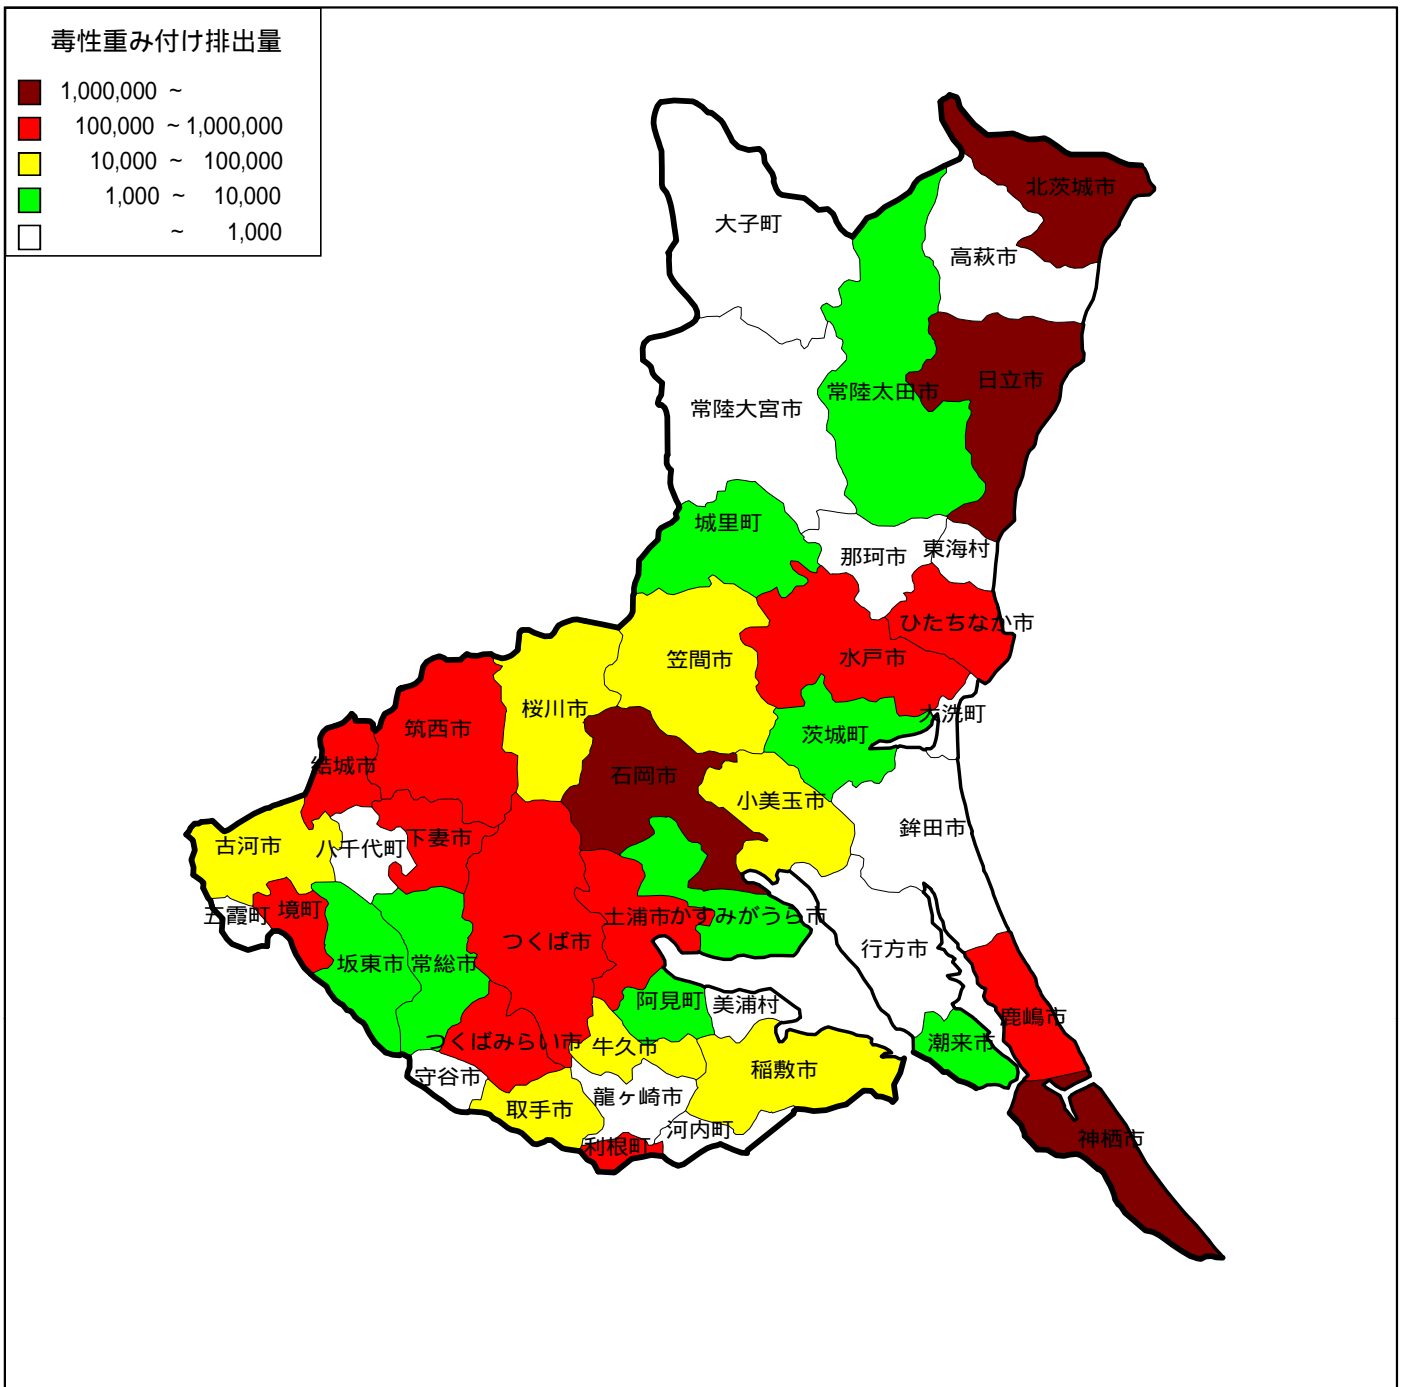 毒性重み付け排出量
1,000,000 ~
100,000 ~ 1,000,000
10,000 ~ 100,000
1,000 ~ 10,000
~ 1,000
北茨城市
大子町
高萩市
日立市
常陸太田市
常陸大宮市
城里町
東海村
那珂市
ひたちなか市
水戸市
笠間市
桜川市
大洗町
筑西市
茨城町
結城市
石岡市
小美玉市
鉾田市
下妻市
古河市
八千代町
境町
五霞町
土浦市
かすみがうら市
つくば市
行方市
坂東市
常総市
阿見町
美浦村
鹿嶋市
つくばみらい市
牛久市
潮来市
稲敷市
守谷市
龍ヶ崎市
取手市
河内町
神栖市
利根町